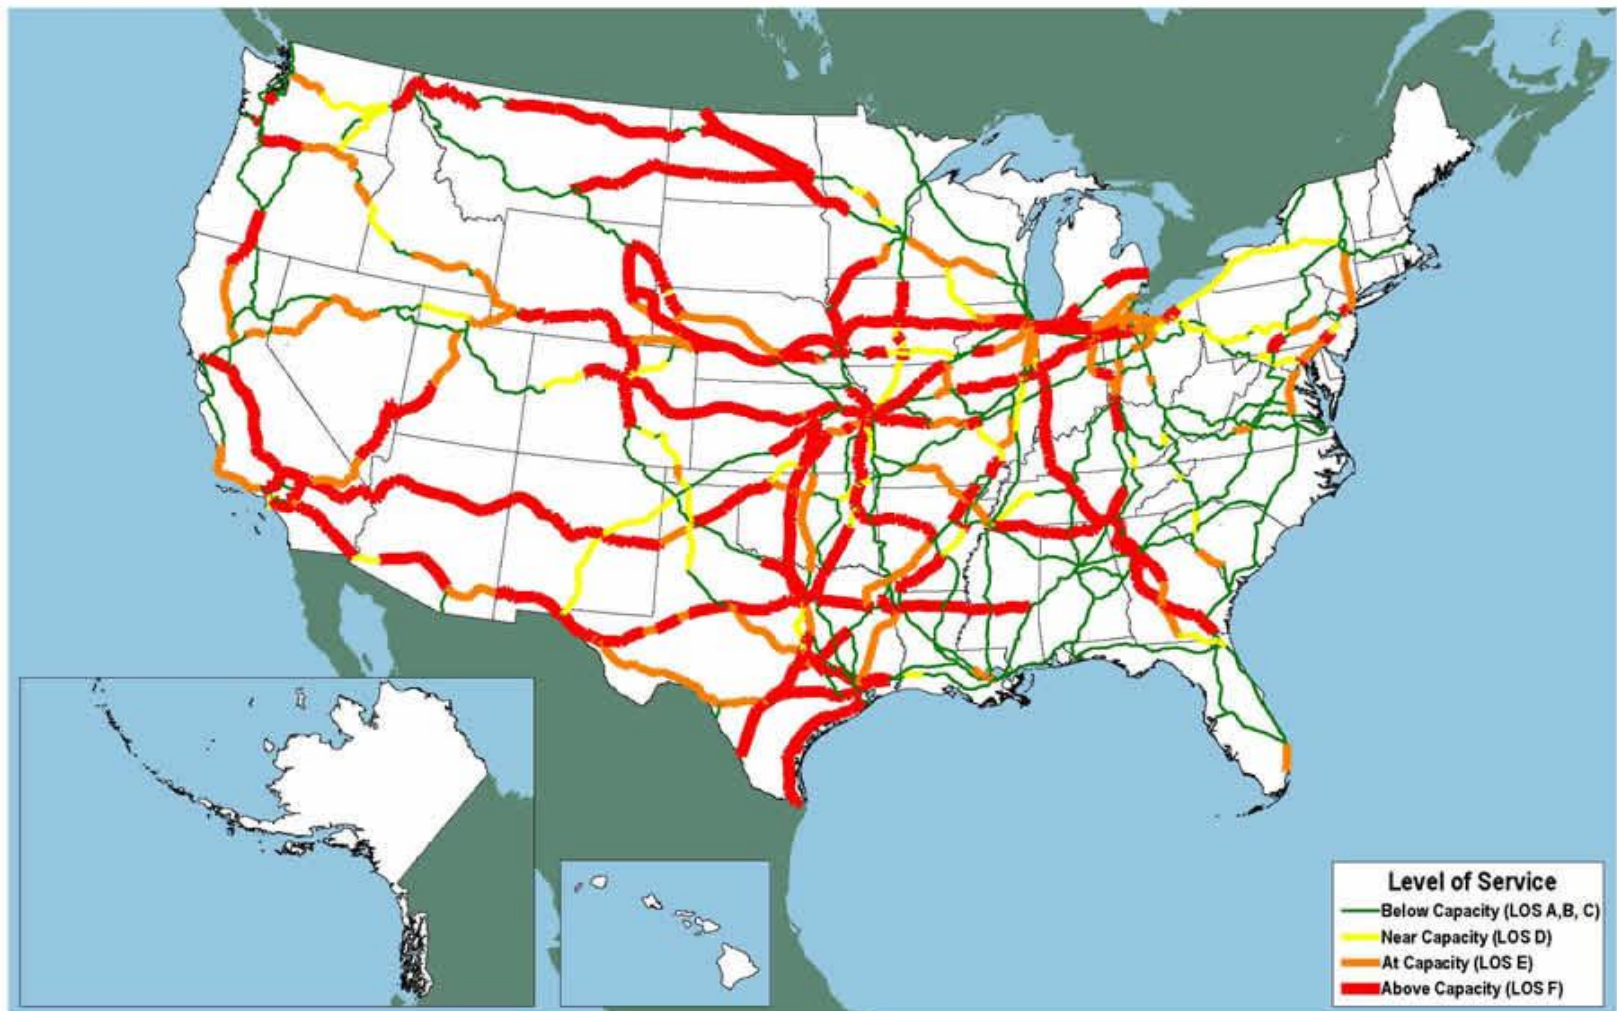 Level of Service
Below Capacity (LOS A,B, C)
Near Capacity (LOS D)
At Capacity (LOS E)
Above Capacity (LOS F)